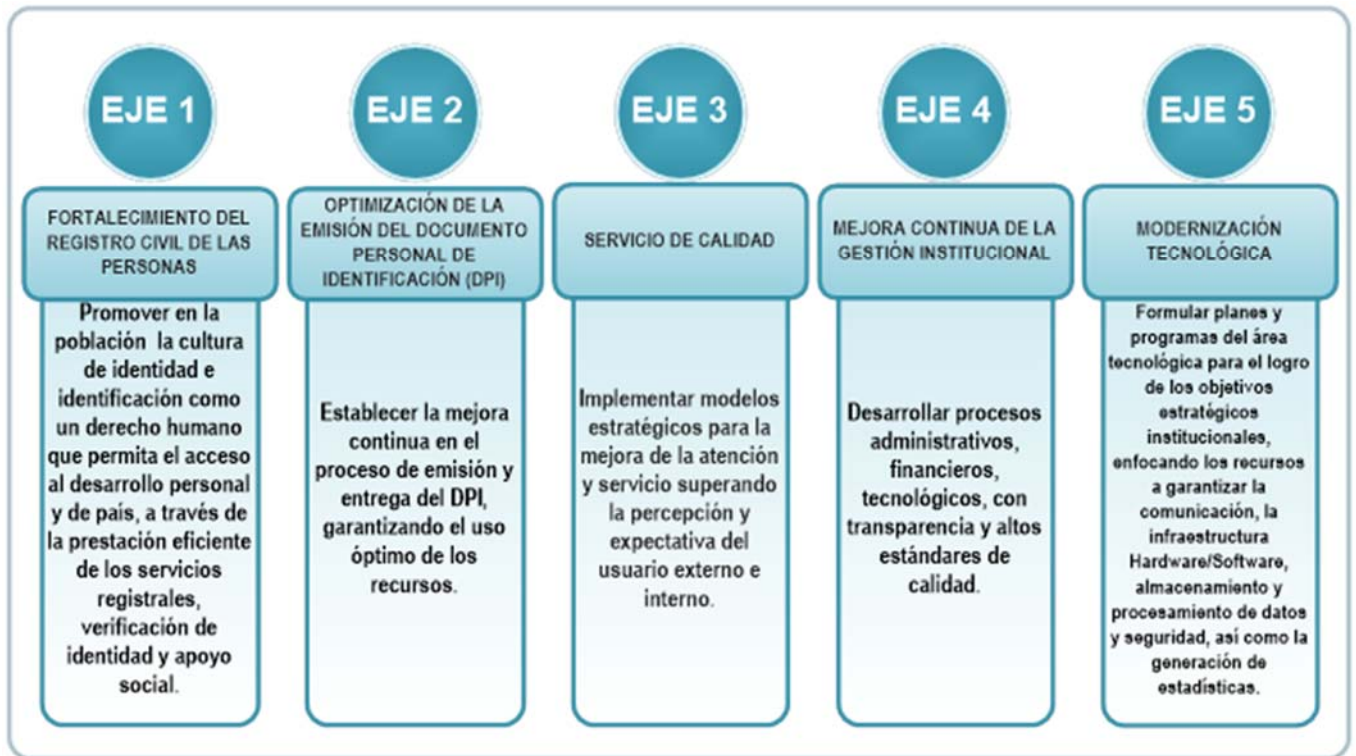 EJE 1
FORTALECIMIENTO DEL
REGISTRO CIVIL DE LAS
PERSONAS
Promover en la
población la cultura
de identidad e
identificación como
un derecho humano
que permita el acceso
al desarrollo personal
y de país, a través de
la prestación eficiente
de los servicios
registrales,
verificación de
identidad y apoyo
social.
EJE 2
OPTIMIZACIÓN DE LA
EMISIÓN DEL DOCUMENTO
PERSONAL DE
IDENTIFICACIÓN (DPI)
Establecer la mejora
continua en el
proceso de emisión y
entrega del DPI,
garantizando el uso
óptimo de los
recursos.
EJE 3
SERVICIO DE CALIDAD
Implementar modelos
estratégicos para la
mejora de la atención
y servicio superando
la percepción y
expectativa del
usuario externo e
interno.
EJE 4
MEJORA CONTINUA DE LA
GESTIÓN INSTITUCIONAL
Desarrollar procesos
administrativos,
financieros,
tecnológicos, con
transparencia y altos
estándares de
calidad.
EJE 5
MODERNIZACIÓN
TECNOLÓGICA
Formular planes y
programas del área
tecnológica para el logro
de los objetivos
estratégicos
institucionales,
enfocando los recursos
a garantizar la
comunicación, la
infraestructura
Hardware/Software,
almacenamiento y
procesamiento de datos
y seguridad, así como la
generación de
estadísticas.